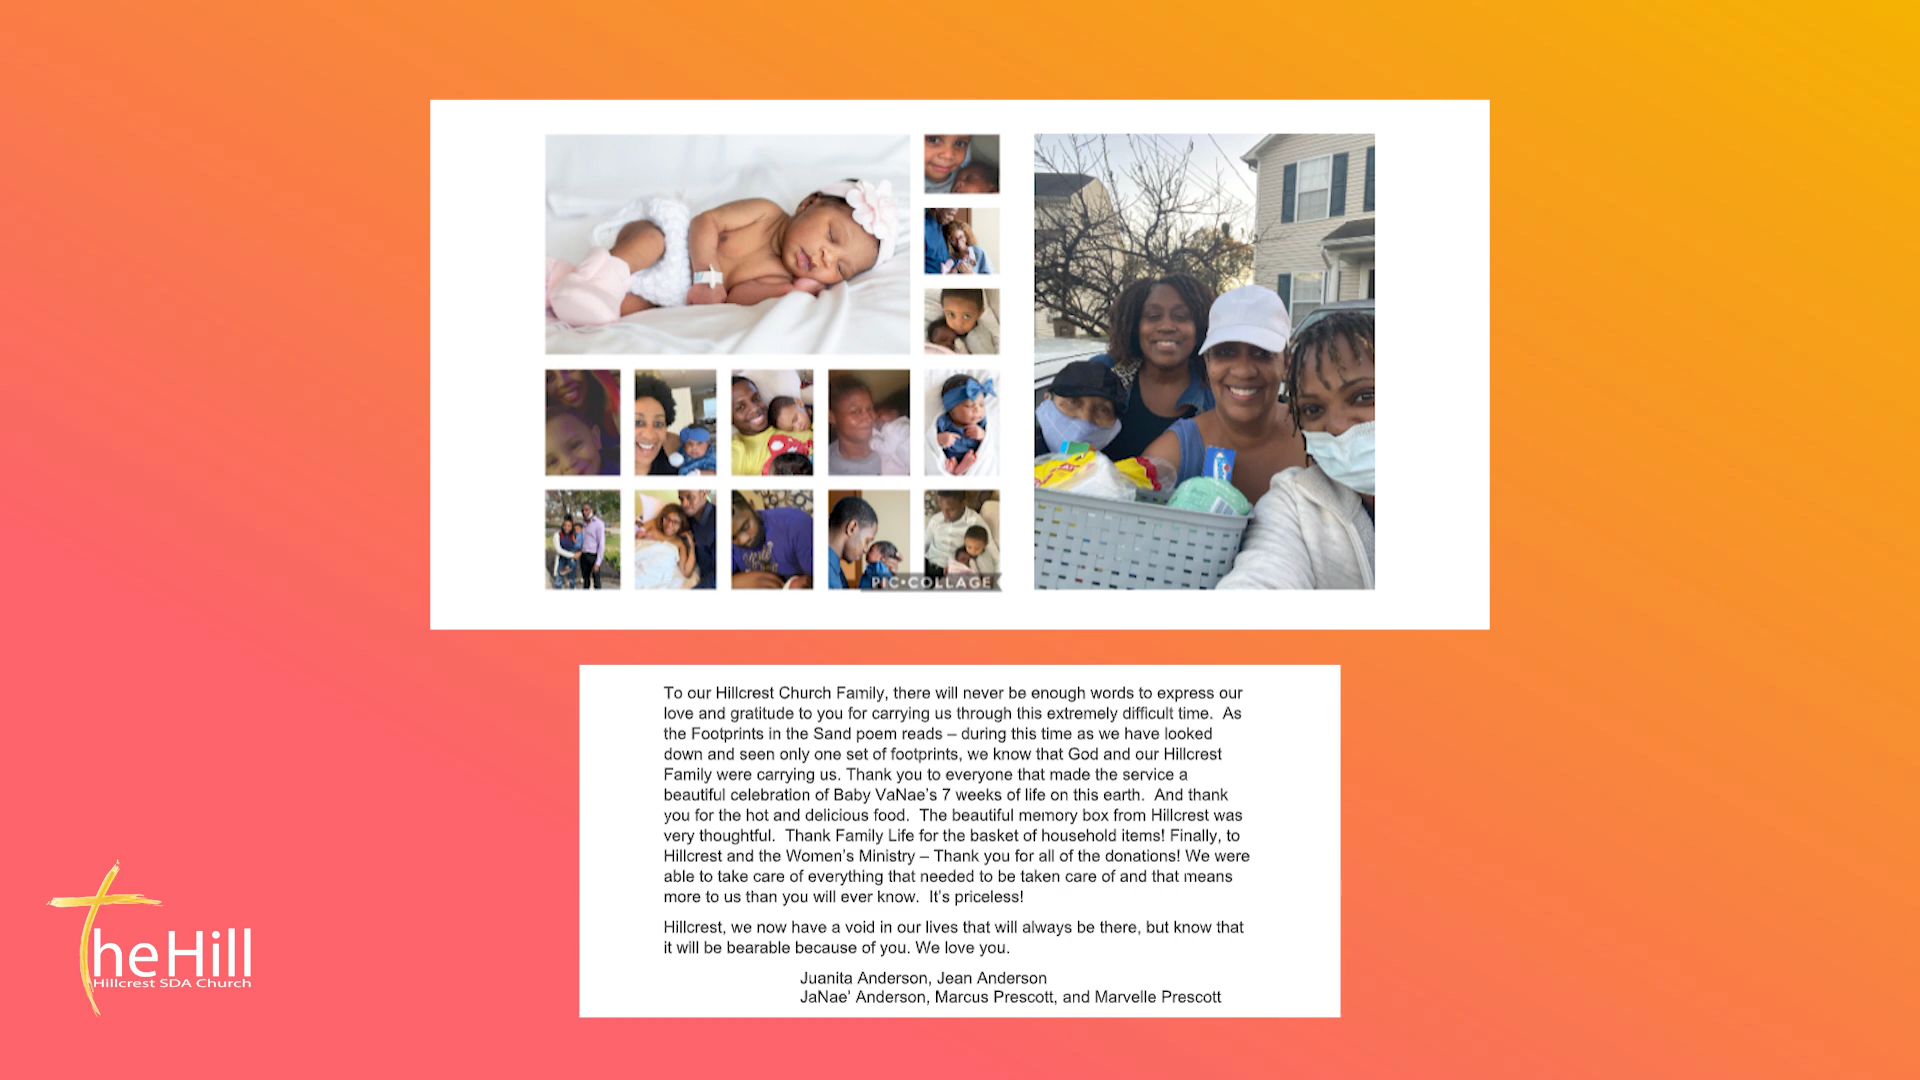 PIC•COLLAGE
To our Hillcrest Church Family, there will never be enough words to express our
love and gratitude to you for carrying us through this extremely difficult time.  As
the Footprints in the Sand poem reads – during this time as we have looked
down and seen only one set of footprints, we know that God and our Hillcrest
Family were carrying us. Thank you to everyone that made the service a
beautiful celebration of Baby VaNae’s 7 weeks of life on this earth.  And thank
you for the hot and delicious food.  The beautiful memory box from Hillcrest was
very thoughtful.  Thank Family Life for the basket of household items! Finally, to
Hillcrest and the Women’s Ministry – Thank you for all of the donations! We were
able to take care of everything that needed to be taken care of and that means
more to us than you will ever know.  It’s priceless!
Hillcrest, we now have a void in our lives that will always be there, but know that
it will be bearable because of you. We love you.
Juanita Anderson, Jean Anderson
JaNae’ Anderson, Marcus Prescott, and Marvelle Prescott
theHill
Hillcrest SDA Church